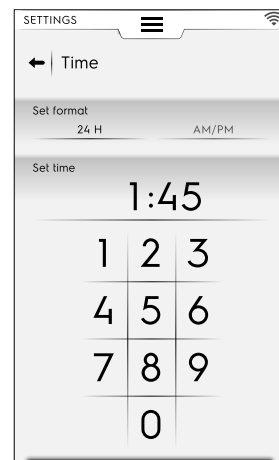 SETTINGS
Time
Set format
24 H AM/PM
Set time
1:45
1 2 3
4 5 6
7 8 9
0